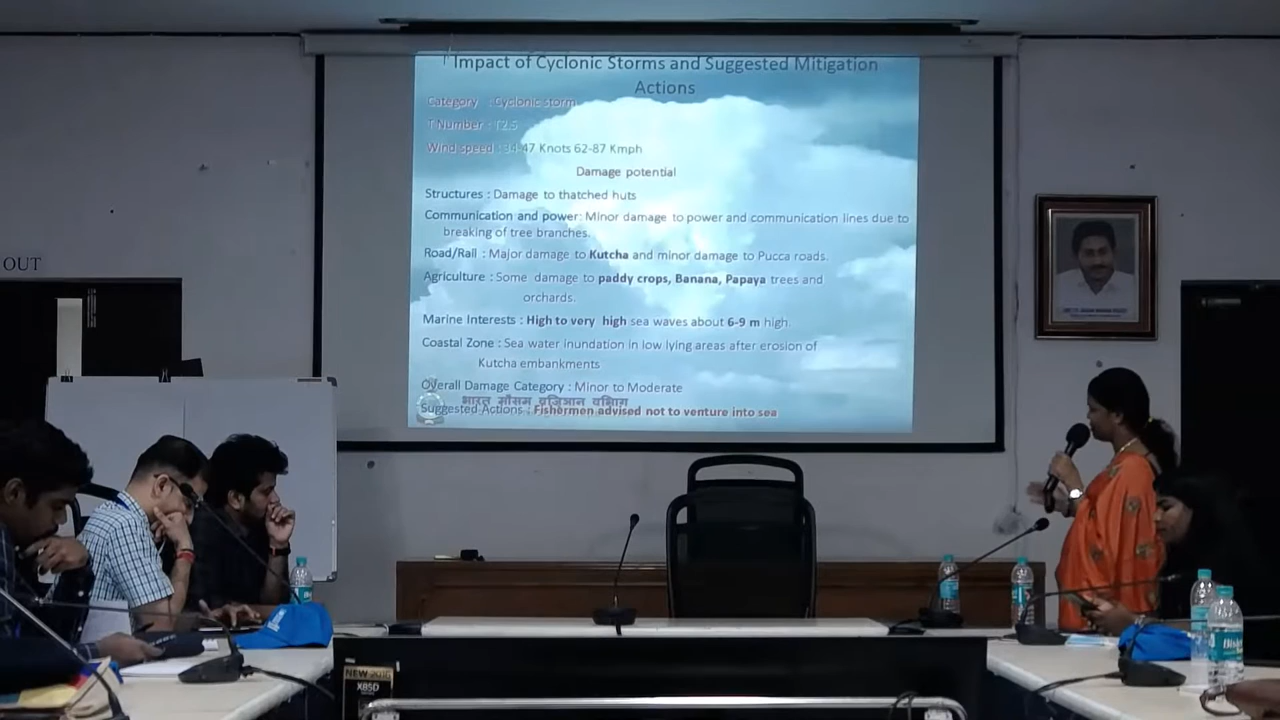 Impact of Cyclonic Storms and Suggested Mitigation
Actions
Category : Cyclonic storm
T Number : T2.5
Wind speed : 34-47 Knots 62-87 Kmph
Damage potential
Structures : Damage to thatched huts
Communication and power: Minor damage to power and communication lines due to
breaking of tree branches.
Road/Rail : Major damage to Kutcha and minor damage to Pucca roads.
Agriculture : Some damage to paddy crops, Banana, Papaya trees and
orchards.
Marine Interests : High to very high sea waves about 6-9 m high.
Coastal Zone : Sea water inundation in low lying areas after erosion of
Kutcha embankments
Overall Damage Category : Minor to Moderate
भारत मौसम
Suggested Actions : Fishermen advised not to venture into sea
OUT
NEW 2016
X85D